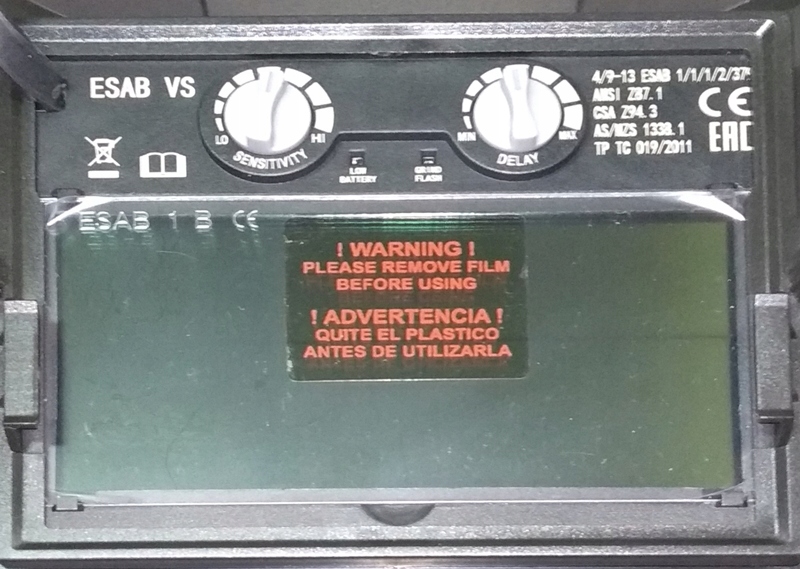 ESAB VS
LO
HI
SENSITIVITY
MIN
MAX
DELAY
LOW
BATTERY
GRIND
FLASH
4/9-13 ESAB 1/1/1/2/37
ANSI Z87.1
CSA Z94.3
AS/NZS 1338.1
TP TC 019/2011
CE
EAC
ESAB 1 B CE
! WARNING !
PLEASE REMOVE FILM
BEFORE USING
! ADVERTENCIA !
QUITE EL PLASTICO
ANTES DE UTILIZARLA